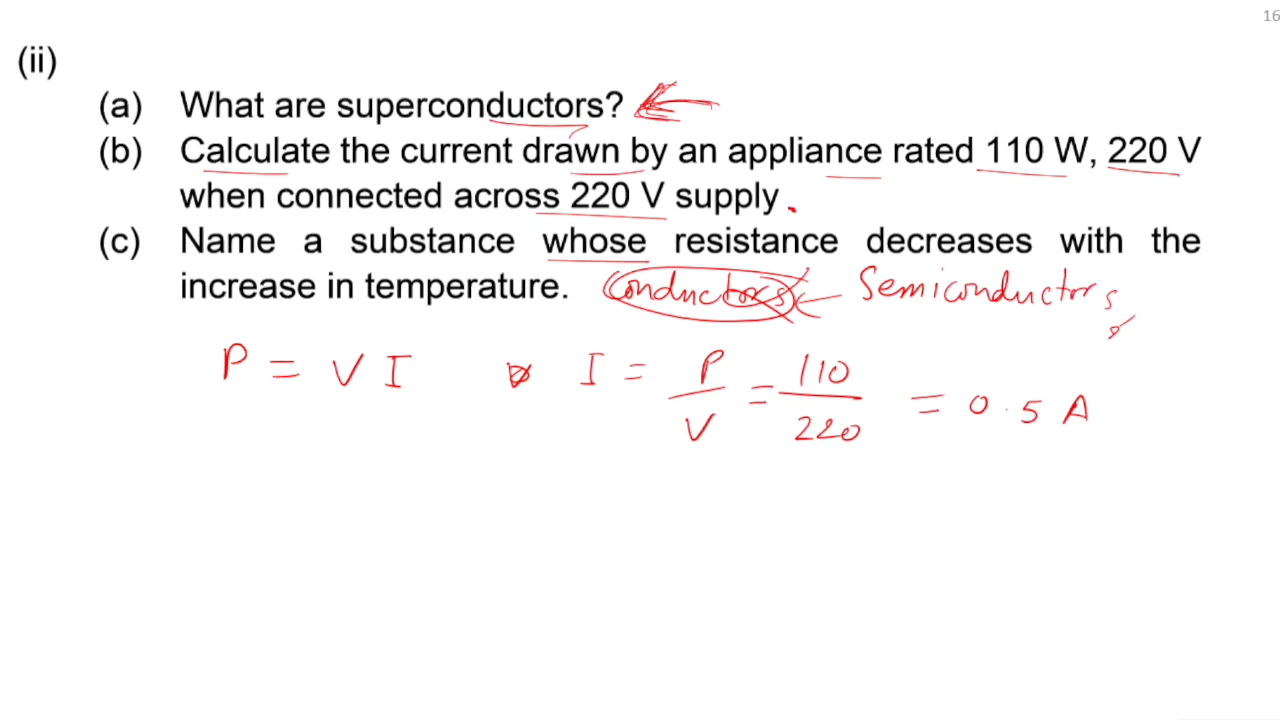 16
(ii)
(a) What are superconductors?
(b) Calculate the current drawn by an appliance rated 110 W, 220 V
when connected across 220 V supply.
(c) Name a substance whose resistance decreases with the
increase in temperature. Conductors Semiconductors
P = V I I = P/V = 110/220 = 0.5 A